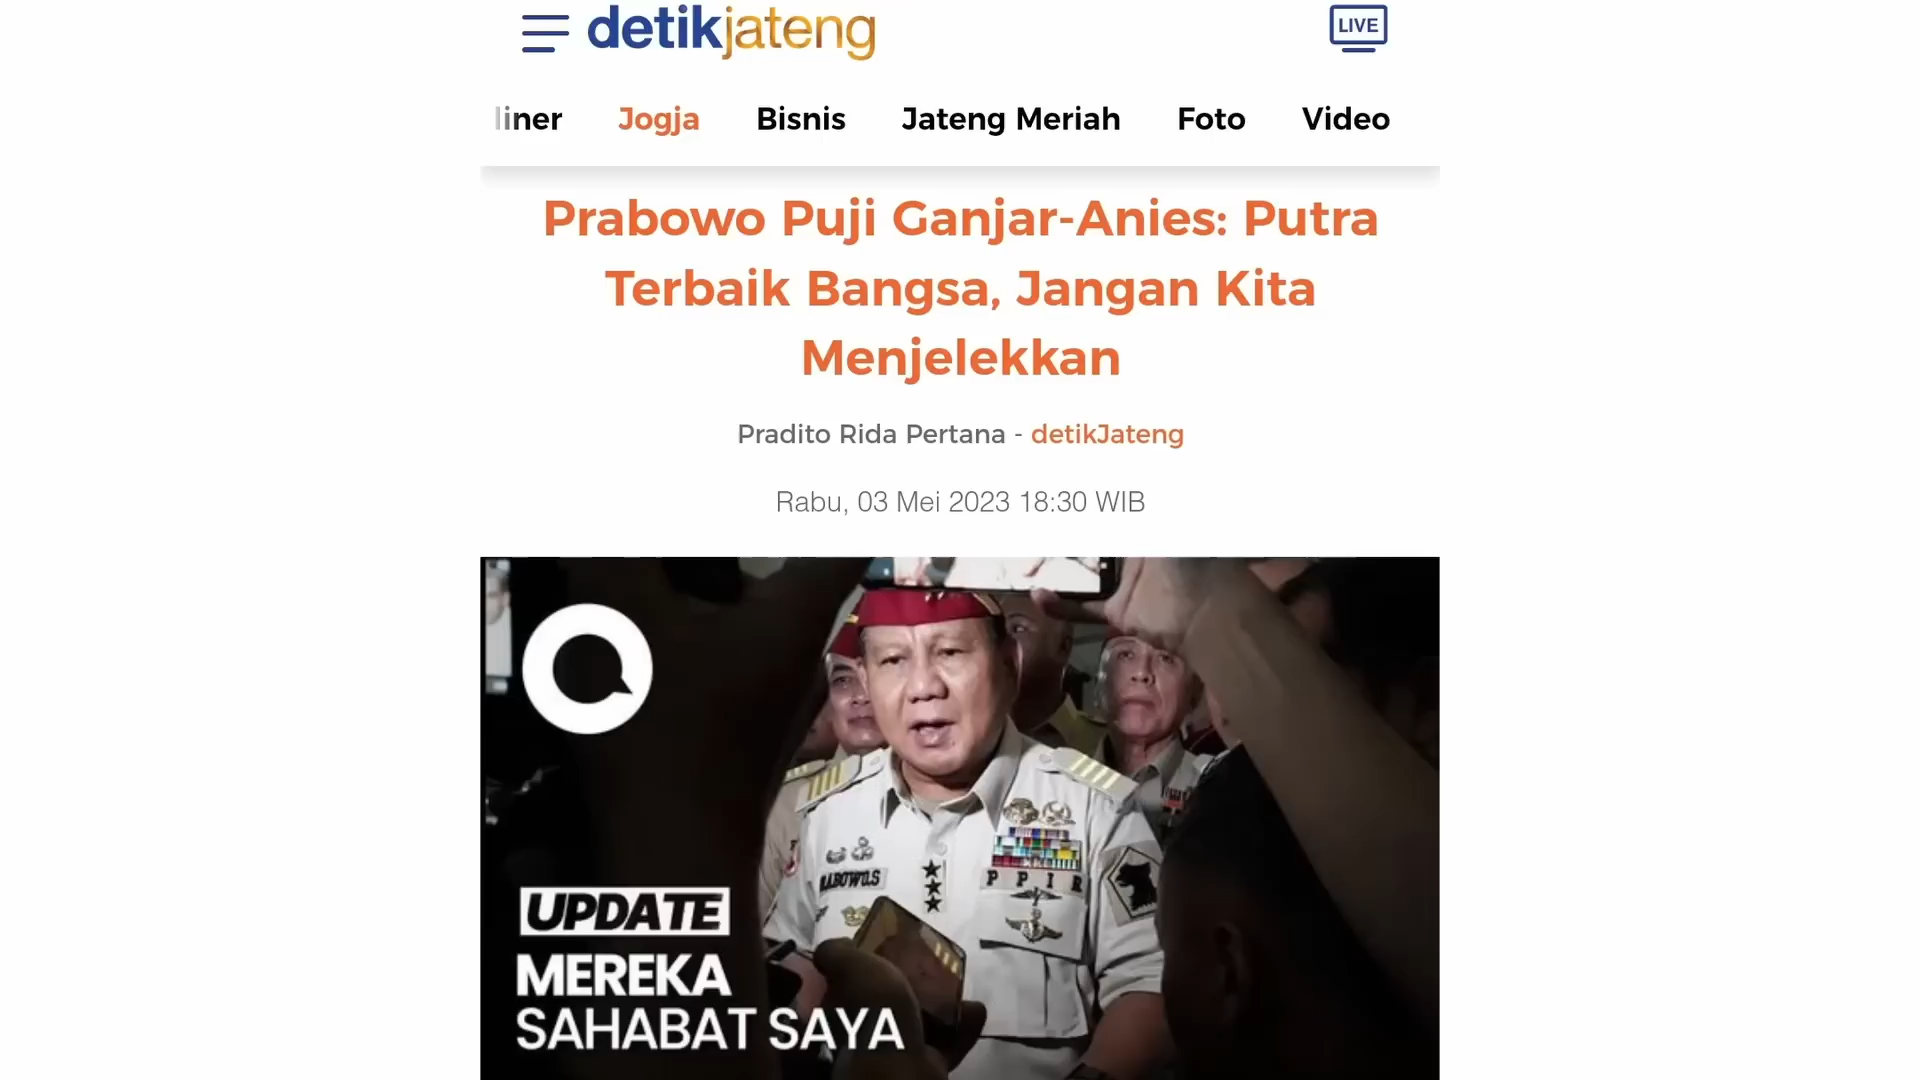 detikjateng
LIVE
liner Jogja Bisnis Jateng Meriah Foto Video
Prabowo Puji Ganjar-Anies: Putra
Terbaik Bangsa, Jangan Kita
Menjelekkan
Pradito Rida Pertana - detikJateng
Rabu, 03 Mei 2023 18:30 WIB
PPIR
UPDATE
MEREKA
SAHABAT SAYA